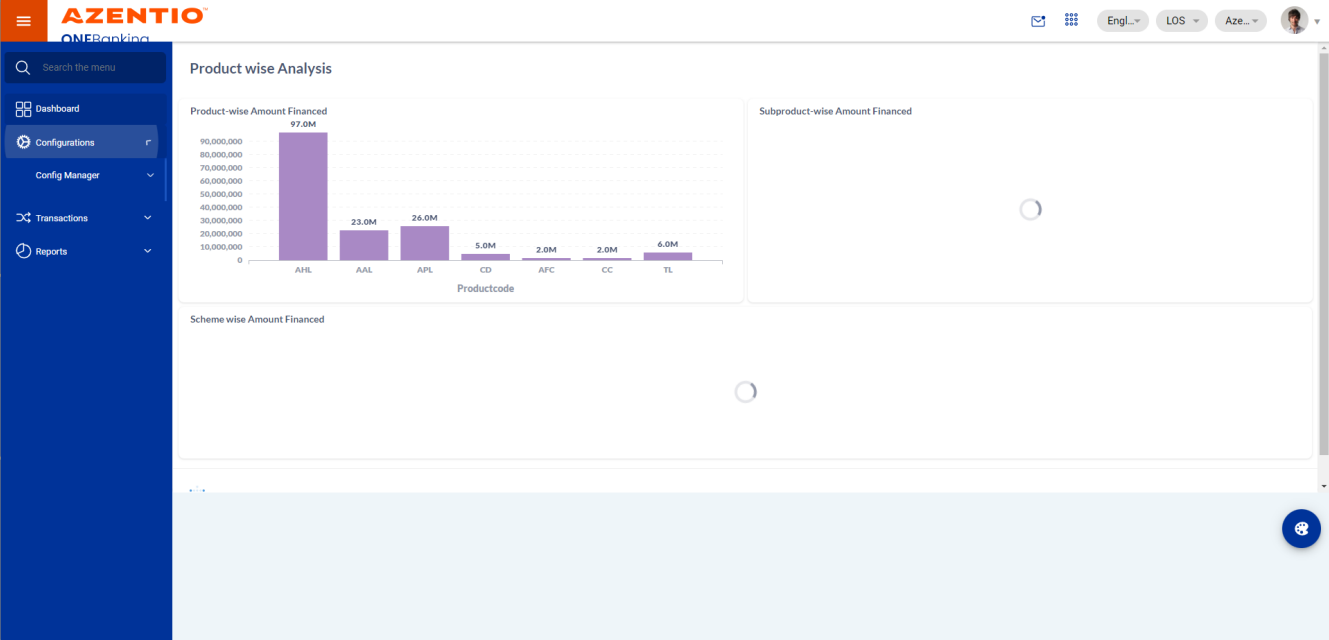 AZENTIO
ONEBanking
Engl...
LOS
Aze...
Search the menu
Dashboard
Configurations
Config Manager
Transactions
Reports
Product wise Analysis
Product-wise Amount Financed
97.0M
90,000,000
80,000,000
70,000,000
60,000,000
50,000,000
40,000,000
30,000,000
20,000,000
10,000,000
0
23.0M
26.0M
5.0M
2.0M
2.0M
6.0M
AHL
AAL
APL
CD
AFC
CC
TL
Productcode
Subproduct-wise Amount Financed
Scheme wise Amount Financed